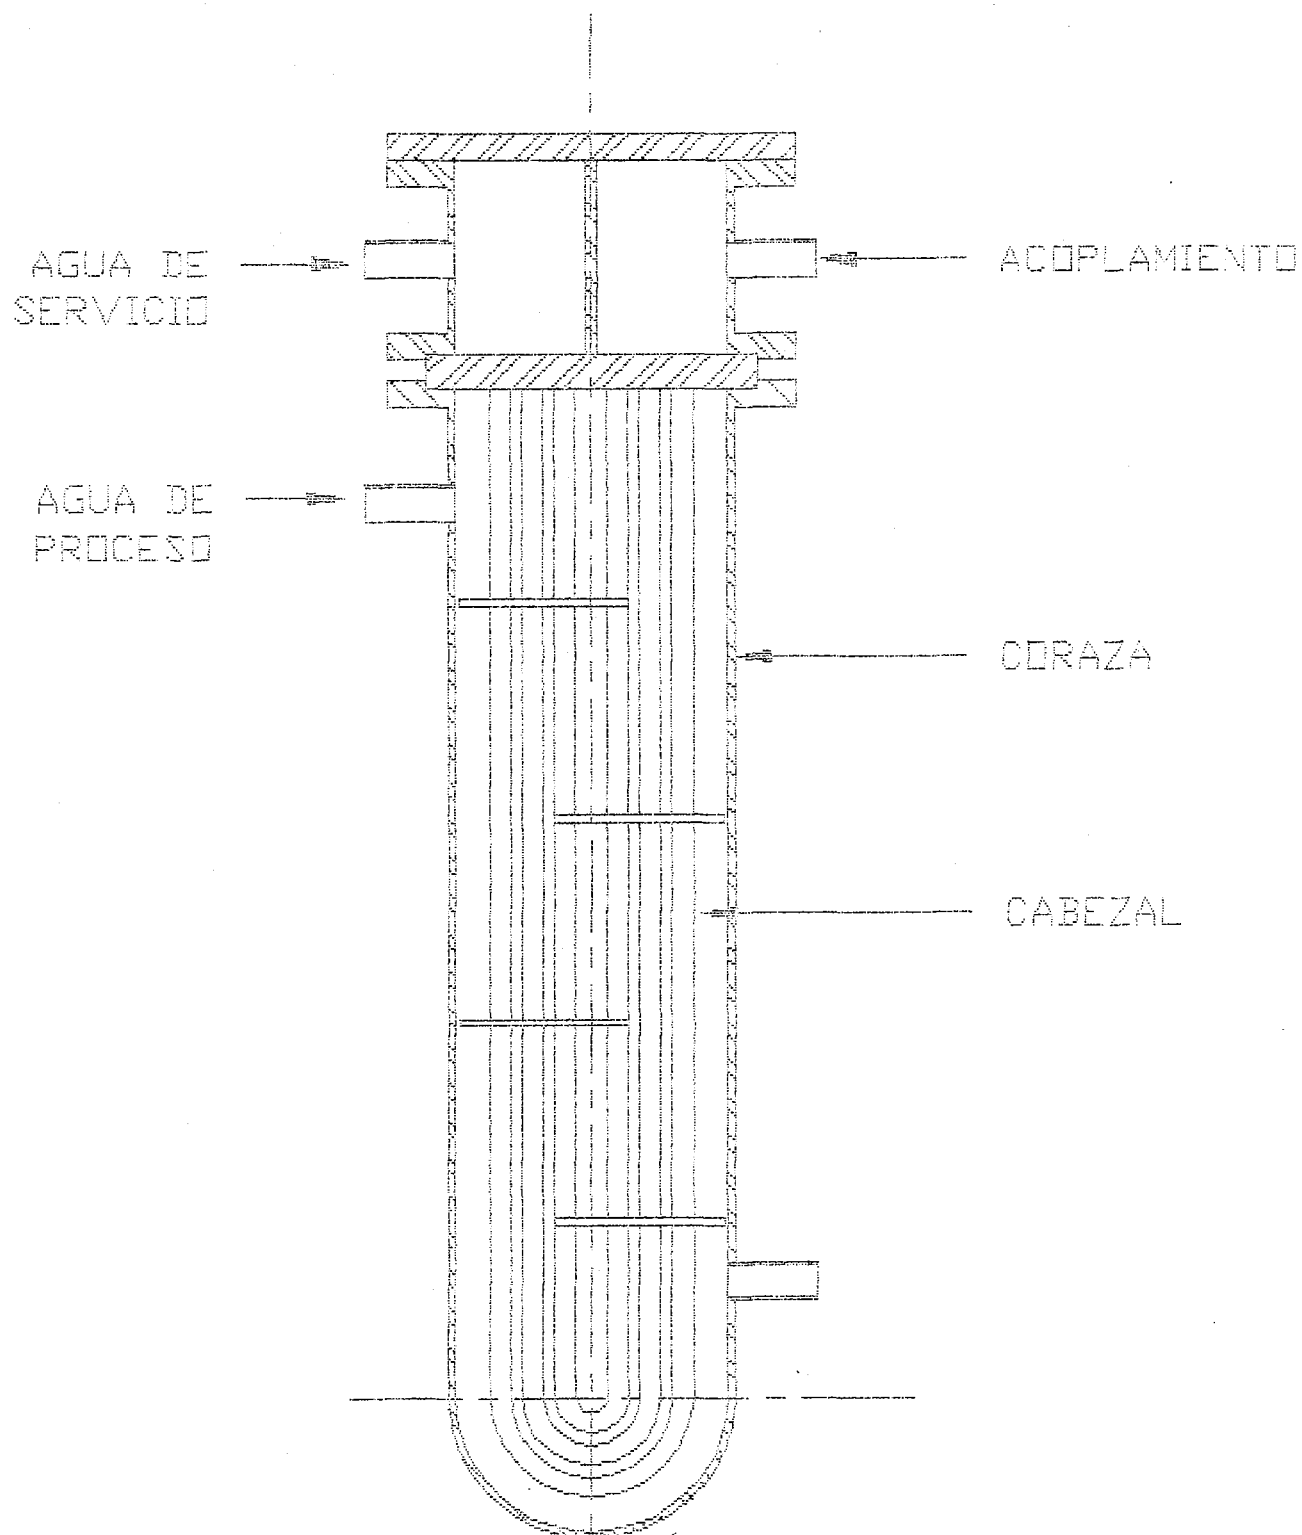 AGUA DE
SERVICIO
ACOPLAMIENTO
AGUA DE
PROCESO
CORAZA
CABEZAL